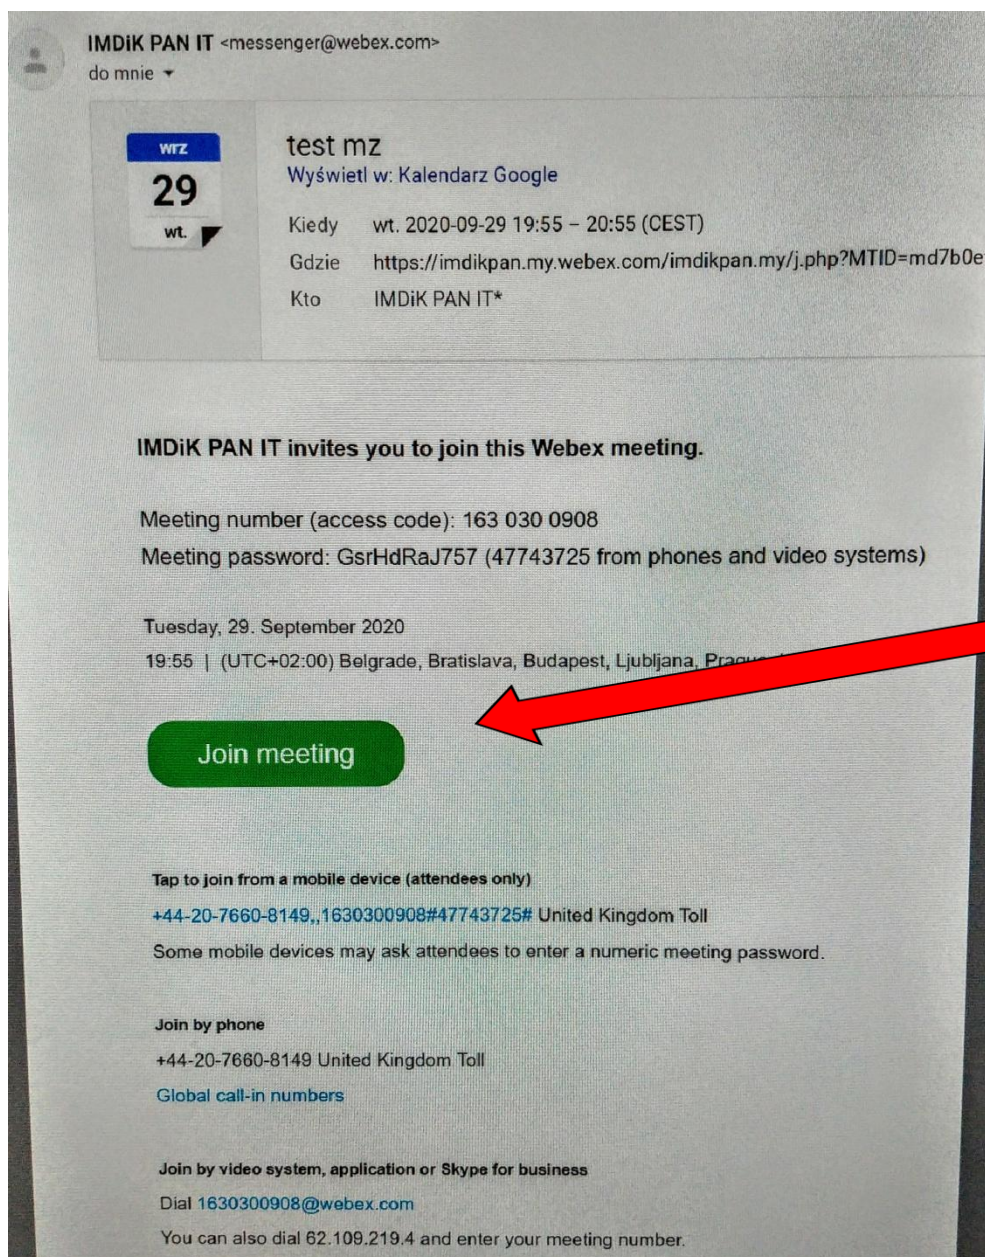 IMDiK PAN IT <messenger@webex.com>
do mnie
wrz
29
wt.
test mz
Wyświetl w: Kalendarz Google
Kiedy wt. 2020-09-29 19:55 – 20:55 (CEST)
Gdzie https://imdikpan.my.webex.com/imdikpan.my/j.php?MTID=md7b0e
Kto IMDiK PAN IT*
IMDiK PAN IT invites you to join this Webex meeting.
Meeting number (access code): 163 030 0908
Meeting password: GsrHdRaJ757 (47743725 from phones and video systems)
Tuesday, 29. September 2020
19:55 | (UTC+02:00) Belgrade, Bratislava, Budapest, Ljubljana,
Join meeting
Tap to join from a mobile device (attendees only)
+44-20-7660-8149,,1630300908#47743725# United Kingdom Toll
Some mobile devices may ask attendees to enter a numeric meeting password.
Join by phone
+44-20-7660-8149 United Kingdom Toll
Global call-in numbers
Join by video system, application or Skype for business
Dial 1630300908@webex.com
You can also dial 62.109.219.4 and enter your meeting number.